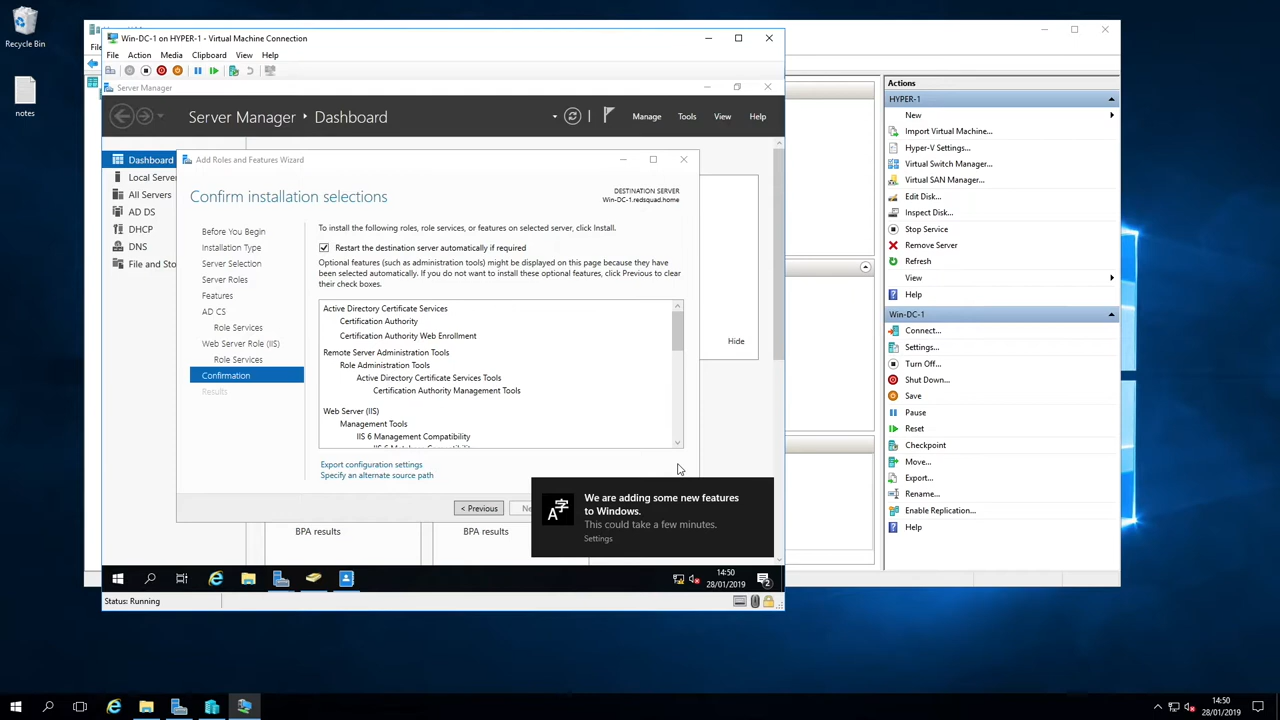 Recycle Bin
notes
Win-DC-1 on HYPER-1 - Virtual Machine Connection
File Action Media Clipboard View Help
Server Manager
Server Manager Dashboard
Manage Tools View Help
Dashboard
Local Server
All Servers
AD DS
DHCP
DNS
File and Sto
Add Roles and Features Wizard
Confirm installation selections
DESTINATION SERVER
Win-DC-1.redsquad.home
Before You Begin
Installation Type
Server Selection
Server Roles
Features
AD CS
Role Services
Web Server Role (IIS)
Role Services
Confirmation
Results
To install the following roles, role services, or features on selected server, click Install.
Restart the destination server automatically if required
Optional features (such as administration tools) might be displayed on this page because they have
been selected automatically. If you do not want to install these optional features, click Previous to clear
their check boxes.
Active Directory Certificate Services
Certification Authority
Certification Authority Web Enrollment
Remote Server Administration Tools
Role Administration Tools
Active Directory Certificate Services Tools
Certification Authority Management Tools
Web Server (IIS)
Management Tools
IIS 6 Management Compatibility
Export configuration settings
Specify an alternate source path
< Previous
Hide
BPA results
BPA results
We are adding some new features
to Windows.
This could take a few minutes.
Settings
14:50
28/01/2019
2
Status: Running
Actions
HYPER-1
New
Import Virtual Machine...
Hyper-V Settings...
Virtual Switch Manager...
Virtual SAN Manager...
Edit Disk...
Inspect Disk...
Stop Service
Remove Server
Refresh
View
Help
Win-DC-1
Connect...
Settings...
Turn Off...
Shut Down...
Save
Pause
Reset
Checkpoint
Move...
Export...
Rename...
Enable Replication...
Help
14:50
28/01/2019